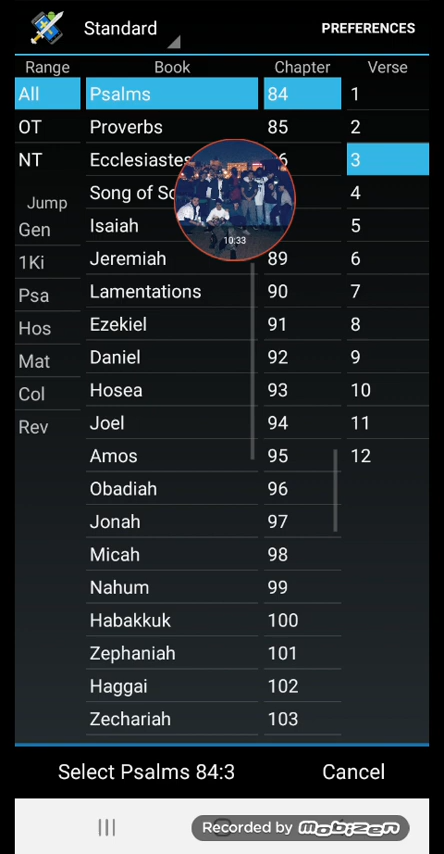 Standard
PREFERENCES
Range Book Chapter Verse
All Psalms 84 1
OT Proverbs 85 2
NT Ecclesiastes 3
Song of 4
Isaiah 5
Jeremiah 89 6
Lamentations 90 7
Ezekiel 91 8
Daniel 92 9
Hosea 93 10
Joel 94 11
Amos 95 12
Obadiah 96
Jonah 97
Micah 98
Nahum 99
Habakkuk 100
Zephaniah 101
Haggai 102
Zechariah 103
Jump
Gen
1Ki
Psa
Hos
Mat
Col
Rev
10:33
Select Psalms 84:3 Cancel
Recorded by Mobizen